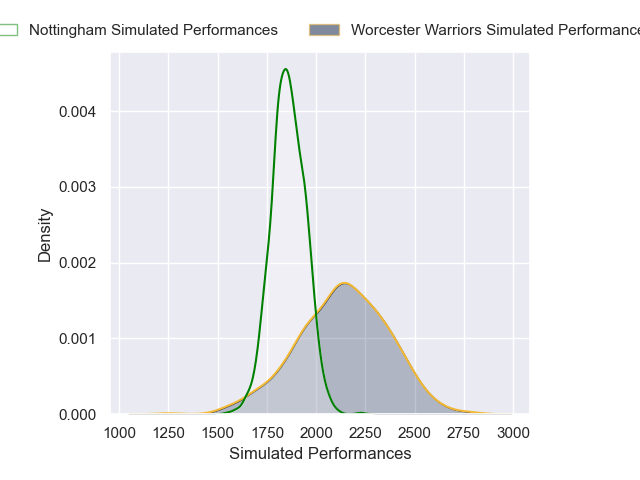 Nottingham Simulated Performances Worcester Warriors Simulated Performance
0.004
0.003
0.002
0.001
0.000
Density
1000 1250 1500 1750 2000 2250 2500 2750 3000
Simulated Performances